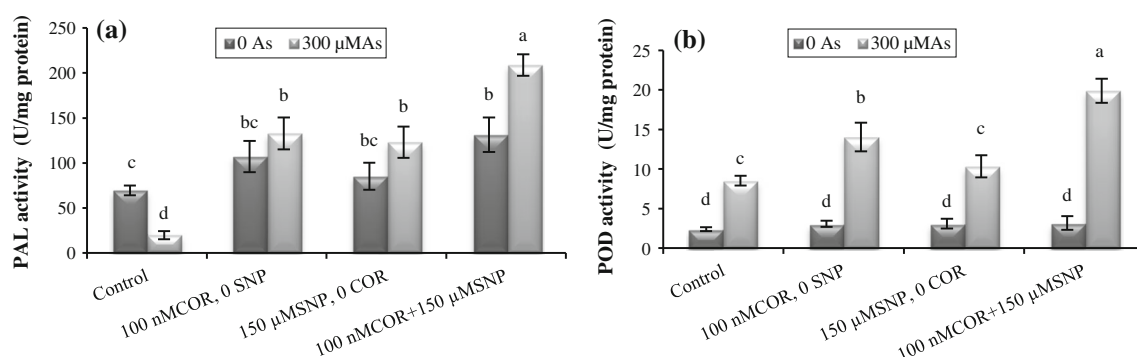 (a)
0 As 300 µMAs
PAL activity (U/mg protein)
250
200
150
100
50
0
c
d
bc
b
bc
b
b
a
Control
100 nMCOR, 0 SNP
150 µMSNP, 0 COR
100 nMCOR+150 µMSNP
(b)
0 As 300 µMAs
POD activity (U/mg protein)
25
20
15
10
5
0
d
c
d
b
d
c
d
a
Control
100 nMCOR, 0 SNP
150 µMSNP, 0 COR
100 nMCOR+150 µMSNP